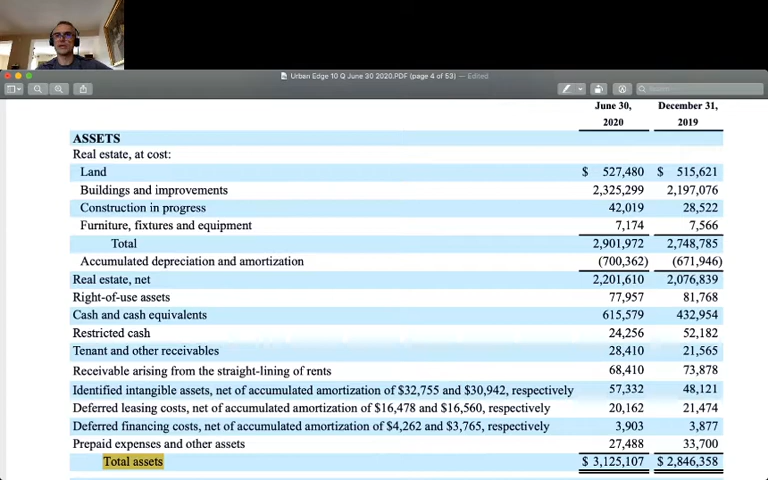 Urban Edge 10 Q June 30 2020.PDF (page 4 of 53) — Edited
Search
June 30, December 31,
2020 2019
ASSETS
Real estate, at cost:
Land $ 527,480 $ 515,621
Buildings and improvements 2,325,299 2,197,076
Construction in progress 42,019 28,522
Furniture, fixtures and equipment 7,174 7,566
Total 2,901,972 2,748,785
Accumulated depreciation and amortization (700,362) (671,946)
Real estate, net 2,201,610 2,076,839
Right-of-use assets 77,957 81,768
Cash and cash equivalents 615,579 432,954
Restricted cash 24,256 52,182
Tenant and other receivables 28,410 21,565
Receivable arising from the straight-lining of rents 68,410 73,878
Identified intangible assets, net of accumulated amortization of $32,755 and $30,942, respectively 57,332 48,121
Deferred leasing costs, net of accumulated amortization of $16,478 and $16,560, respectively 20,162 21,474
Deferred financing costs, net of accumulated amortization of $4,262 and $3,765, respectively 3,903 3,877
Prepaid expenses and other assets 27,488 33,700
Total assets $ 3,125,107 $ 2,846,358